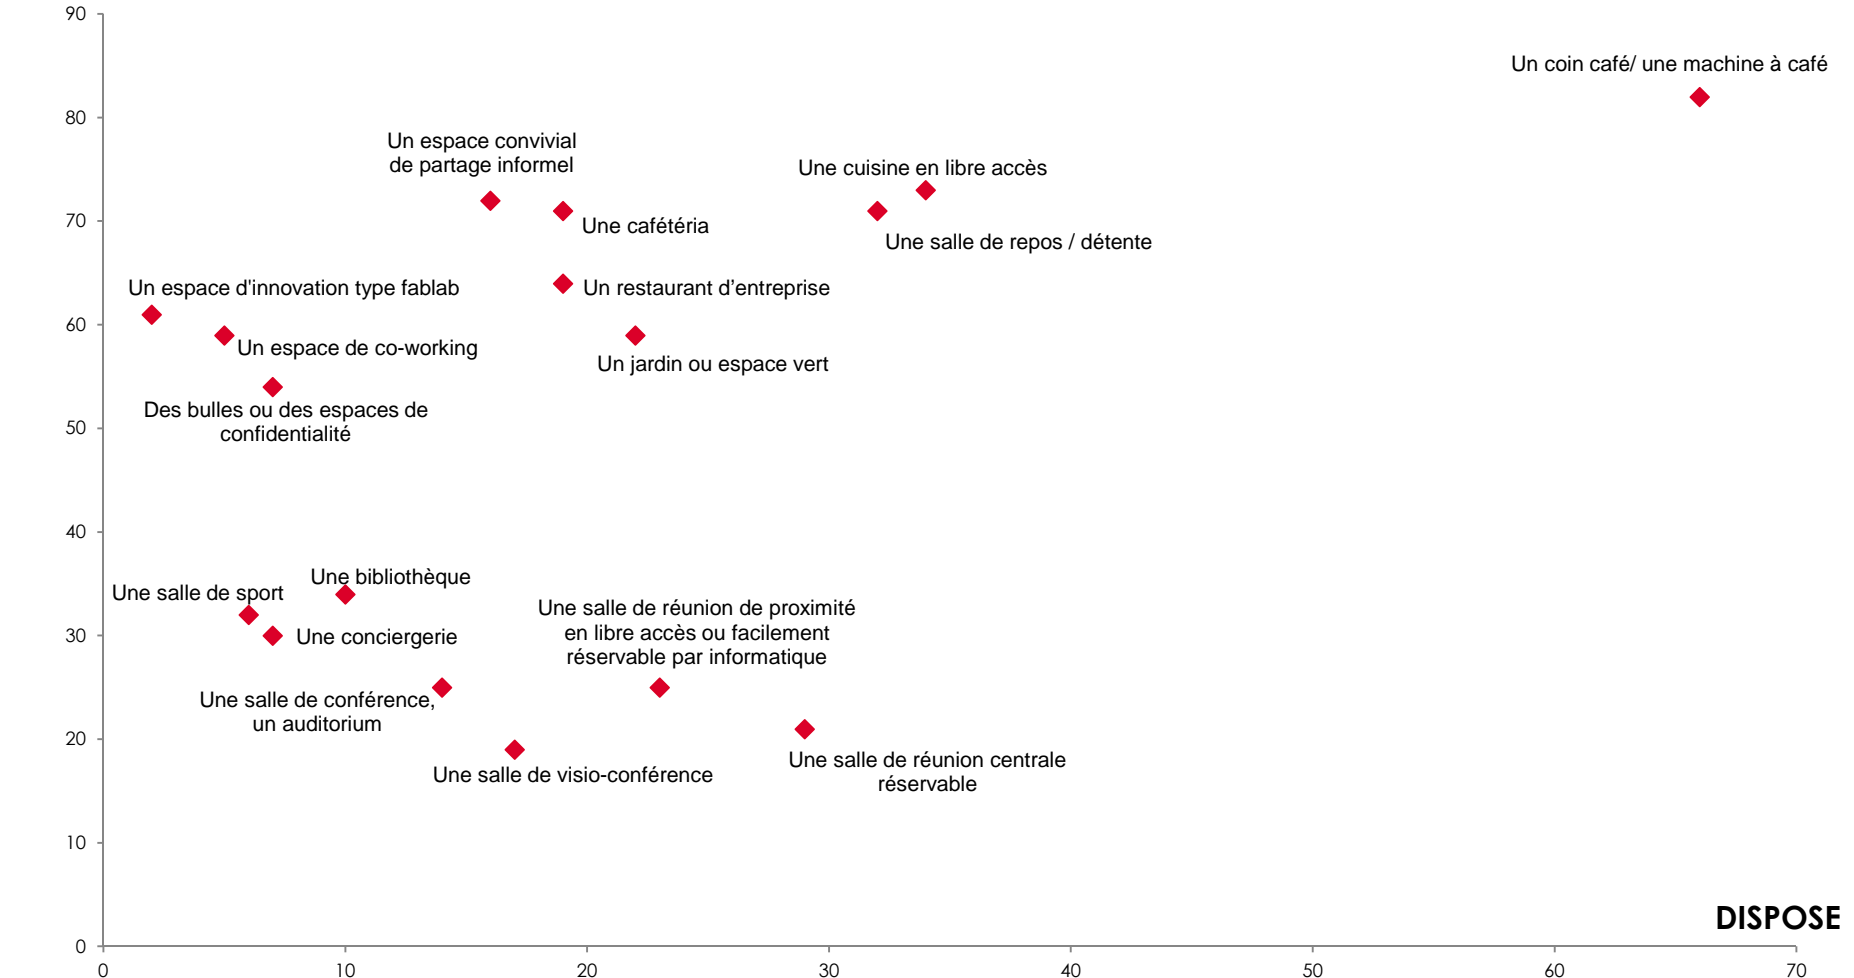 90
Un coin café/ une machine à café
80
Un espace convivial
de partage informel
Une cuisine en libre accès
70
Une cafétéria
Une salle de repos / détente
Un espace d'innovation type fablab
Un restaurant d’entreprise
60
Un espace de co-working
Un jardin ou espace vert
Des bulles ou des espaces de
confidentialité
50
40
Une bibliothèque
Une salle de sport
Une salle de réunion de proximité
en libre accès ou facilement
réservable par informatique
30
Une conciergerie
Une salle de conférence,
un auditorium
20
Une salle de visio-conférence
Une salle de réunion centrale
réservable
10
DISPOSE
0
0 10 20 30 40 50 60 70